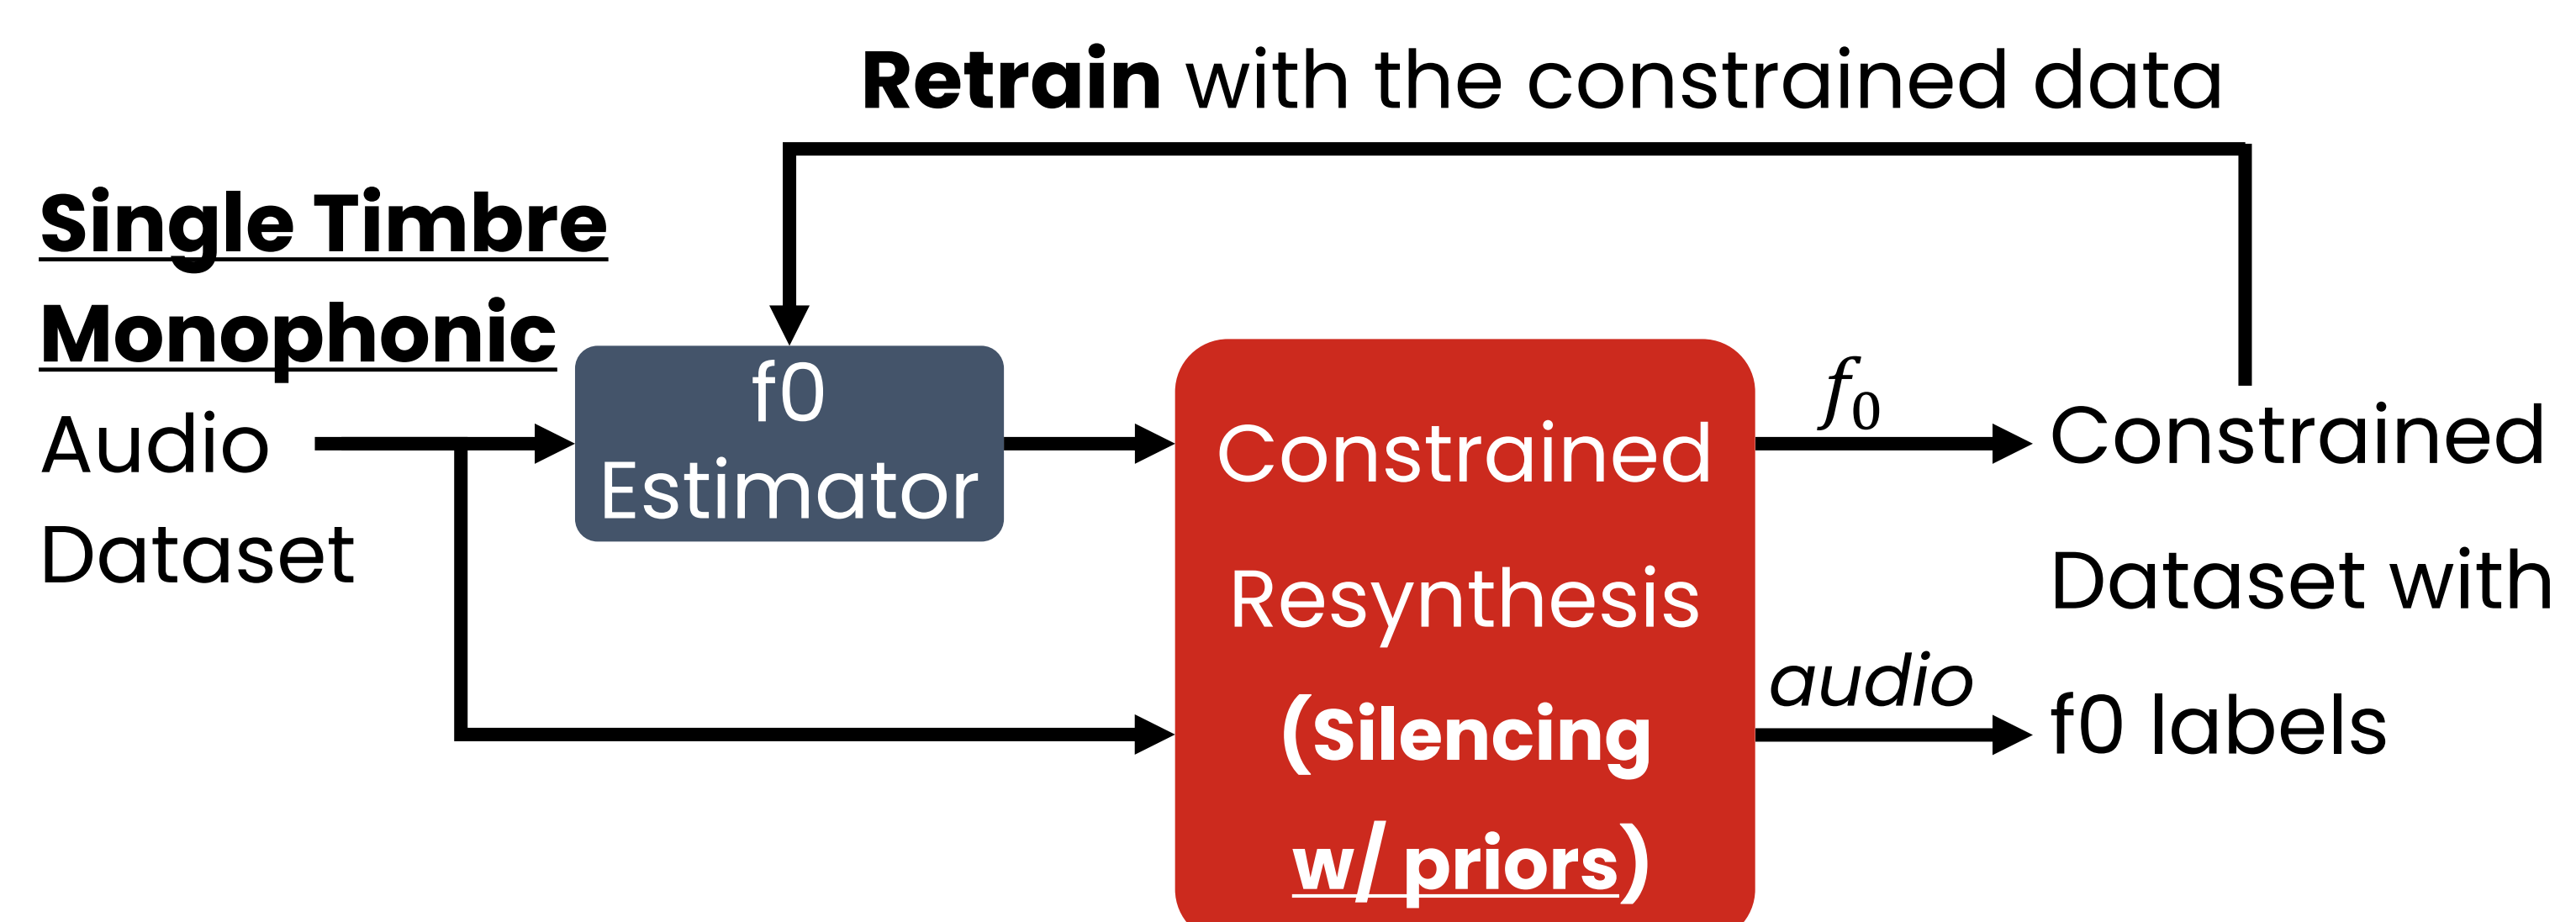 Retrain with the constrained data
Single Timbre
Monophonic
Audio
Dataset
f0
Estimator
Constrained
Resynthesis
(Silencing
w/ priors)
f0
audio
Constrained
Dataset with
f0 labels